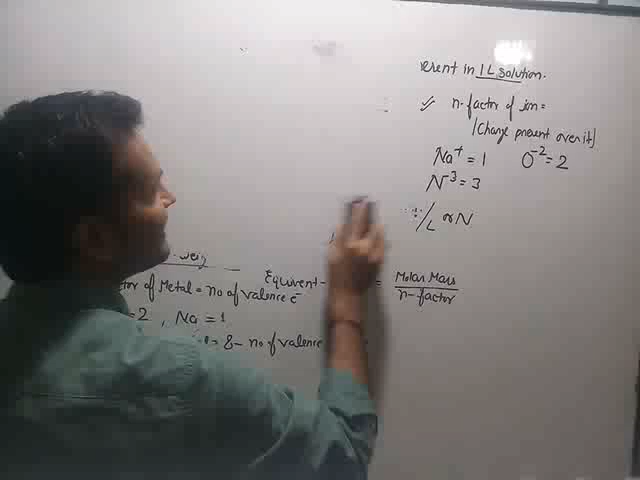 esent in 1L solution.
✓ n-factor of ion =
|Charge present over it|
Na⁺ = 1 O⁻² = 2
N⁻³ = 3
/L or N
Equivent- = Molar Mass / n-factor
ctor of Metal = no of valence e⁻
=2 , Na = 1
= 8 - no of valence